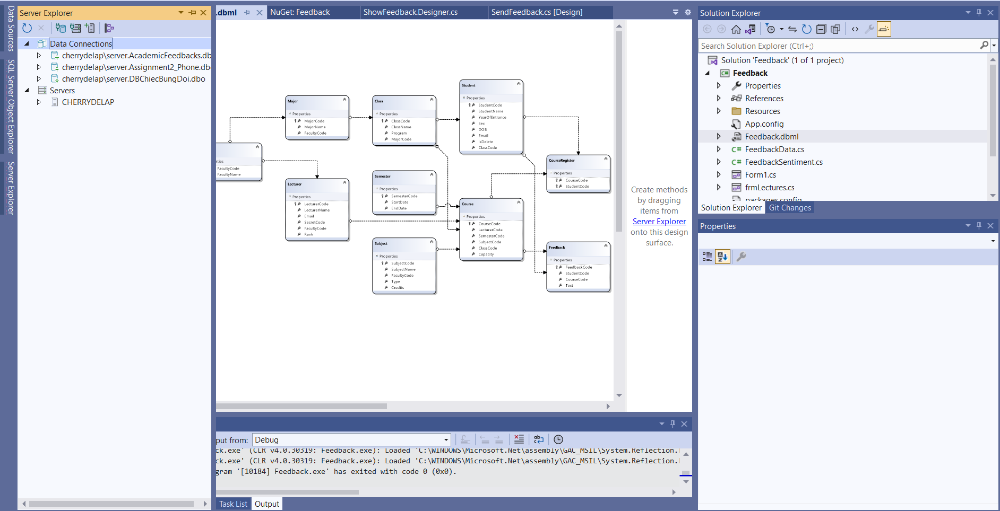 Data Sources
SQL Server Object Explorer
Server Explorer
Server Explorer
Data Connections
cherrydelap\server.AcademicFeedbacks.db
cherrydelap\server.Assignment2_Phone.db
cherrydelap\server.DBChiecBungDoi.dbo
Servers
CHERRYDELAP
.dbml
NuGet: Feedback
ShowFeedback.Designer.cs
SendFeedback.cs [Design]
rties
FacultyCode
FacultyName
Major
Properties
MajorCode
MajorName
FacultyCode
Lecturer
Properties
LecturerCode
LecturerName
Email
SecretCode
FacultyCode
Rank
Class
Properties
ClassCode
ClassName
Program
MajorCode
Semester
Properties
SemesterCode
StartDate
EndDate
Subject
Properties
SubjectCode
SubjectName
FacultyCode
Type
Credits
Student
Properties
StudentCode
StudentName
YearOfEntrance
Sex
DOB
Email
IsDelete
ClassCode
Course
Properties
CourseCode
LecturerCode
SemesterCode
SubjectCode
ClassCode
Capacity
CourseRegister
Properties
CourseCode
StudentCode
Feedback
Properties
FeedbackCode
StudentCode
CourseCode
Text
Create methods
by dragging
items from
Server Explorer
onto this design
surface.
put from:
Debug
ck.exe' (CLR v4.0.30319: Feedback.exe): Loaded 'C:\WINDOWS\Microsoft.Net\assembly\GAC_MSIL\System.Reflection.
ck.exe' (CLR v4.0.30319: Feedback.exe): Loaded 'C:\WINDOWS\Microsoft.Net\assembly\GAC_MSIL\System.Reflection.
gram '[10184] Feedback.exe' has exited with code 0 (0x0).
Task List
Output
Solution Explorer
Search Solution Explorer (Ctrl+;)
Solution 'Feedback' (1 of 1 project)
Feedback
Properties
References
Resources
App.config
Feedback.dbml
FeedbackData.cs
FeedbackSentiment.cs
Form1.cs
frmLectures.cs
packages.config
Solution Explorer
Git Changes
Properties